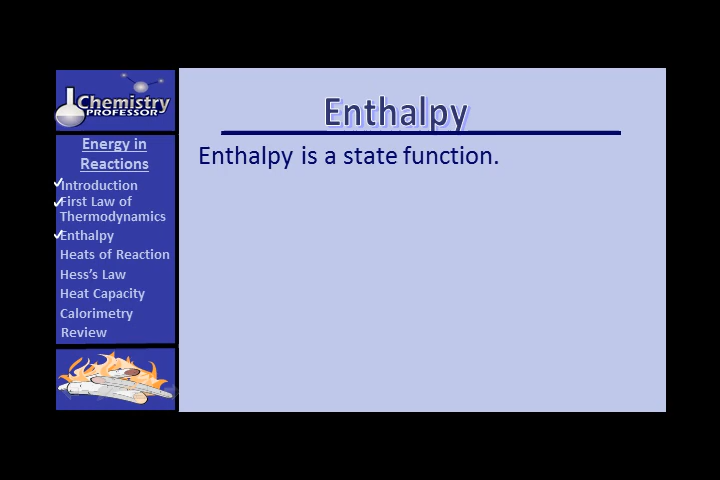 Chemistry
PROFESSOR
Energy in
Reactions
Introduction
First Law of
Thermodynamics
Enthalpy
Heats of Reaction
Hess's Law
Heat Capacity
Calorimetry
Review
Enthalpy
Enthalpy is a state function.